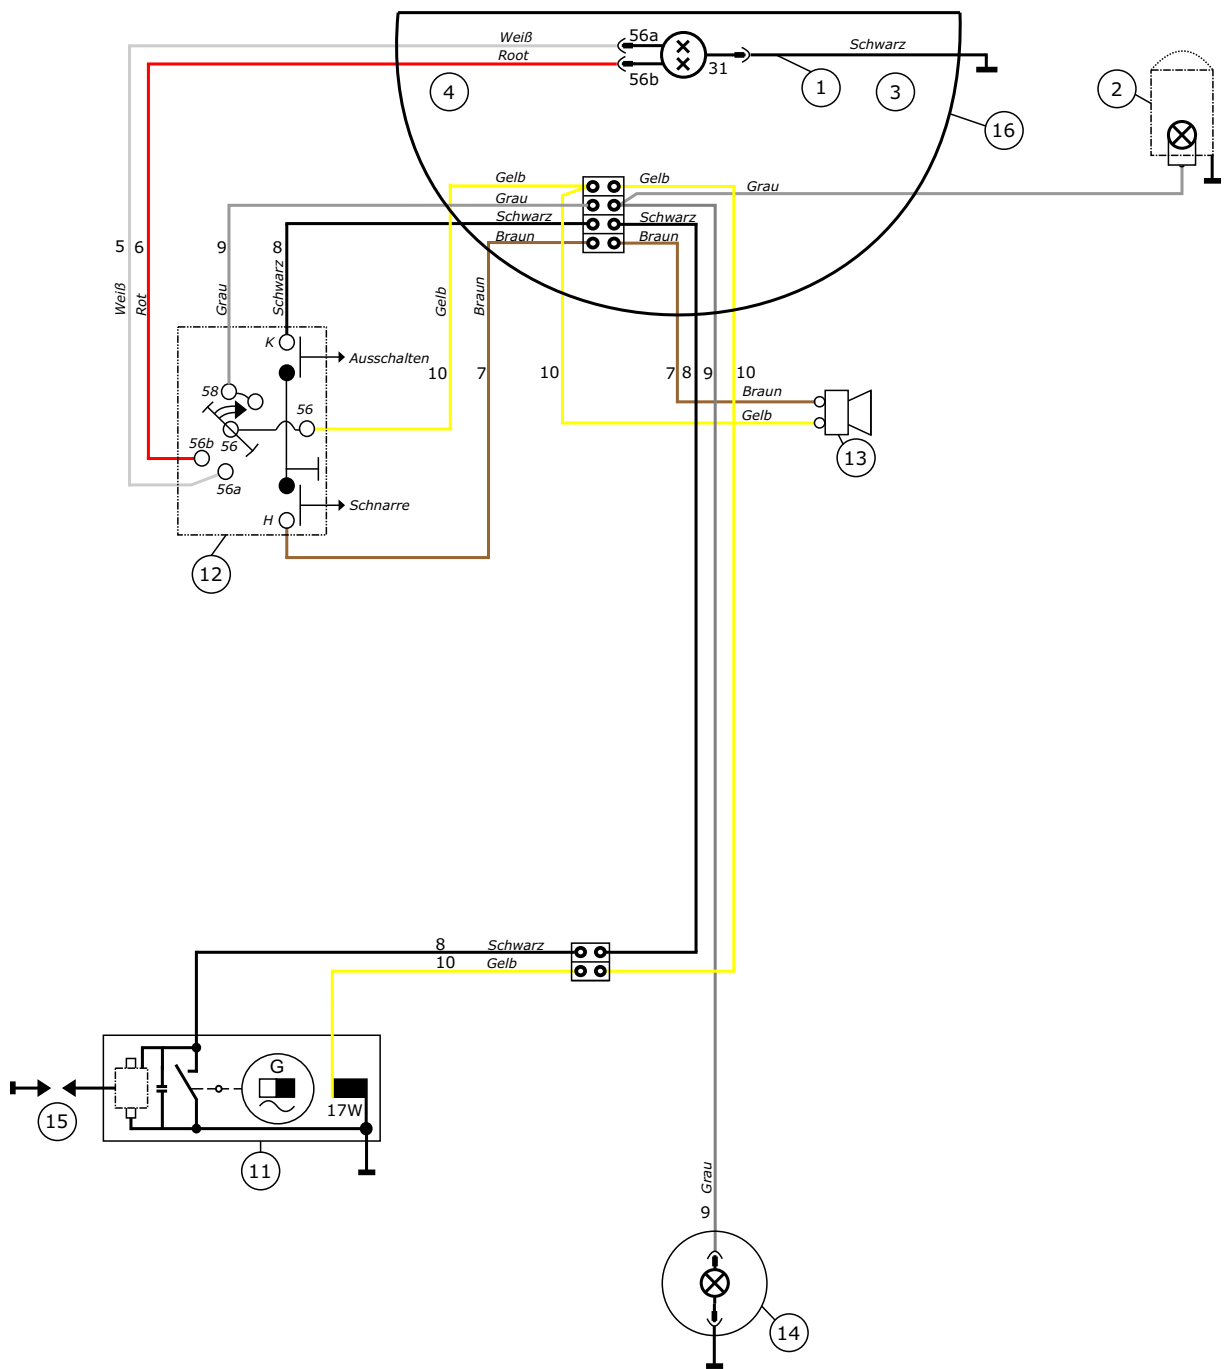 Weiß
56a
Root
56b
31
Schwarz
1
3
4
2
16
Gelb
Gelb
Grau
Grau
Schwarz
Schwarz
Braun
Braun
5
6
9
8
Weiß
Rot
Grau
Schwarz
Gelb
Braun
K
Ausschalten
10
7
10
7
8
9
10
58
56
Braun
Gelb
56
56b
56a
13
H
Schnarre
12
8
Schwarz
10
Gelb
G
17W
15
11
Grau
9
14